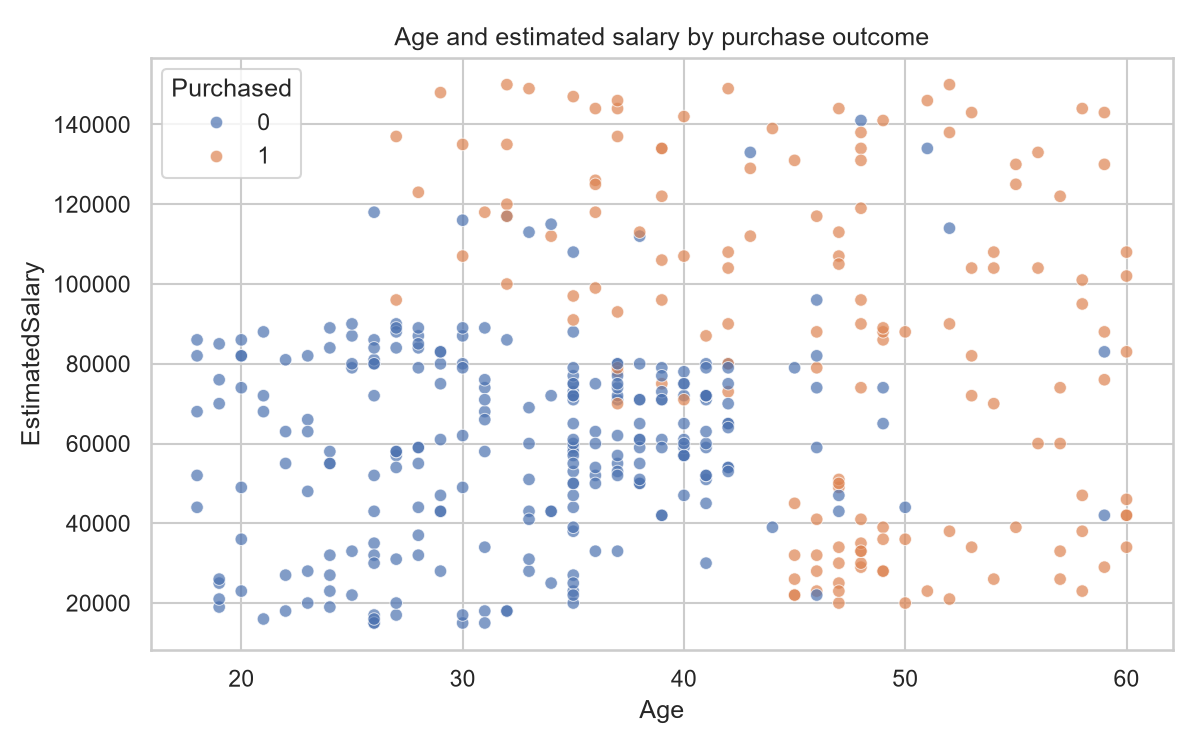 Age and estimated salary by purchase outcome
Purchased
0
1
EstimatedSalary
140000
120000
100000
80000
60000
40000
20000
20 30 40 50 60
Age